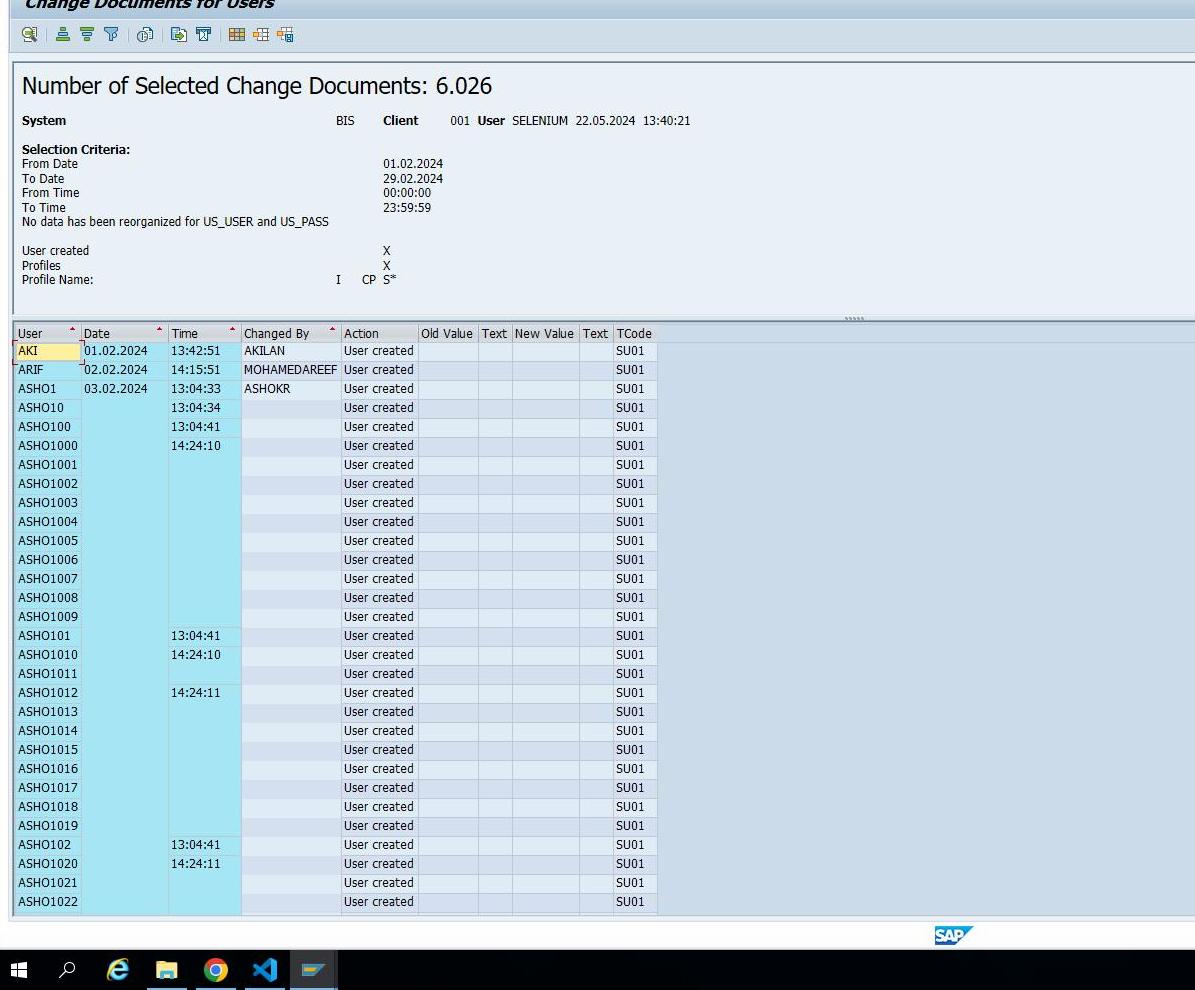 Change Documents for Users
Number of Selected Change Documents: 6.026
System BIS Client 001 User SELENIUM 22.05.2024 13:40:21
Selection Criteria:
From Date 01.02.2024
To Date 29.02.2024
From Time 00:00:00
To Time 23:59:59
No data has been reorganized for US_USER and US_PASS
User created X
Profiles X
Profile Name: I CP S*
User Date Time Changed By Action Old Value Text New Value Text TCode
AKI 01.02.2024 13:42:51 AKILAN User created SU01
ARIF 02.02.2024 14:15:51 MOHAMEDAREEF User created SU01
ASHO1 03.02.2024 13:04:33 ASHOKR User created SU01
ASHO10 13:04:34 User created SU01
ASHO100 13:04:41 User created SU01
ASHO1000 14:24:10 User created SU01
ASHO1001 User created SU01
ASHO1002 User created SU01
ASHO1003 User created SU01
ASHO1004 User created SU01
ASHO1005 User created SU01
ASHO1006 User created SU01
ASHO1007 User created SU01
ASHO1008 User created SU01
ASHO1009 User created SU01
ASHO101 13:04:41 User created SU01
ASHO1010 14:24:10 User created SU01
ASHO1011 User created SU01
ASHO1012 14:24:11 User created SU01
ASHO1013 User created SU01
ASHO1014 User created SU01
ASHO1015 User created SU01
ASHO1016 User created SU01
ASHO1017 User created SU01
ASHO1018 User created SU01
ASHO1019 User created SU01
ASHO102 13:04:41 User created SU01
ASHO1020 14:24:11 User created SU01
ASHO1021 User created SU01
ASHO1022 User created SU01
SAP